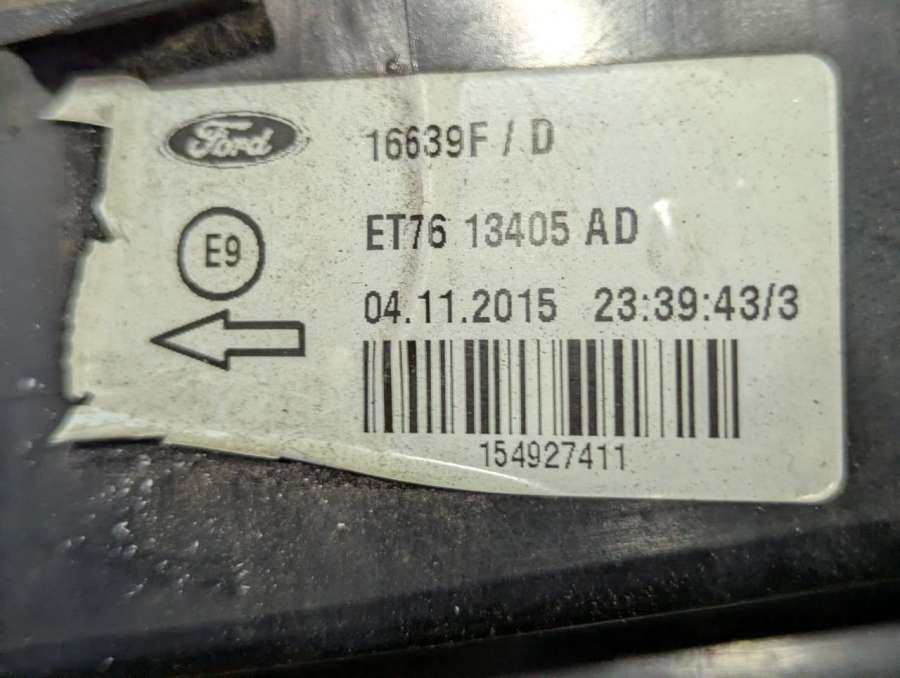 Ford
16639F / D
ET76 13405 AD
E9
04.11.2015 23:39:43/3
154927411